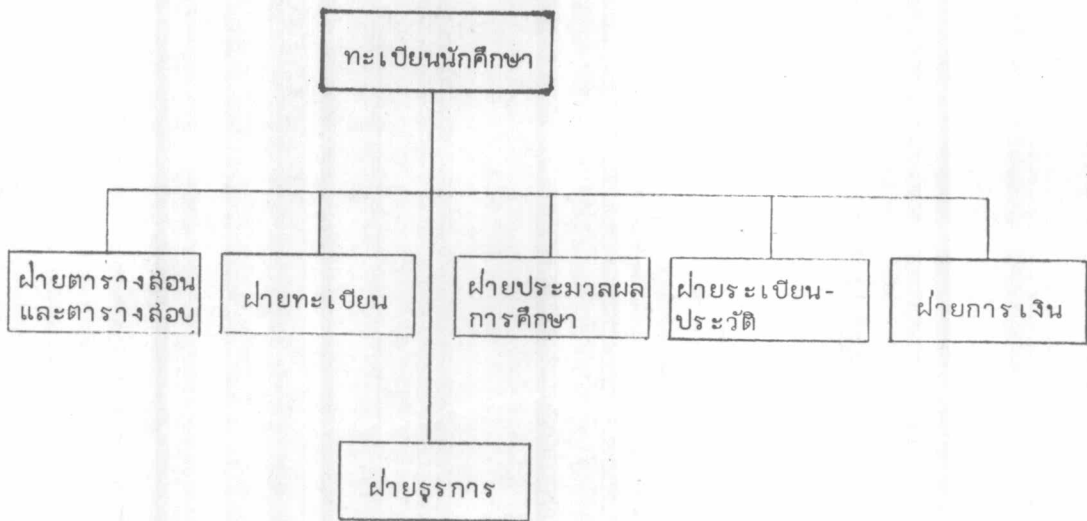 ทะเบียนนักศึกษา
ฝ่ายตารางสอน
และตารางสอบ
ฝ่ายทะเบียน
ฝ่ายประมวลผล
การศึกษา
ฝ่ายระเบียน-
ประวัติ
ฝ่ายการเงิน
ฝ่ายธุรการ